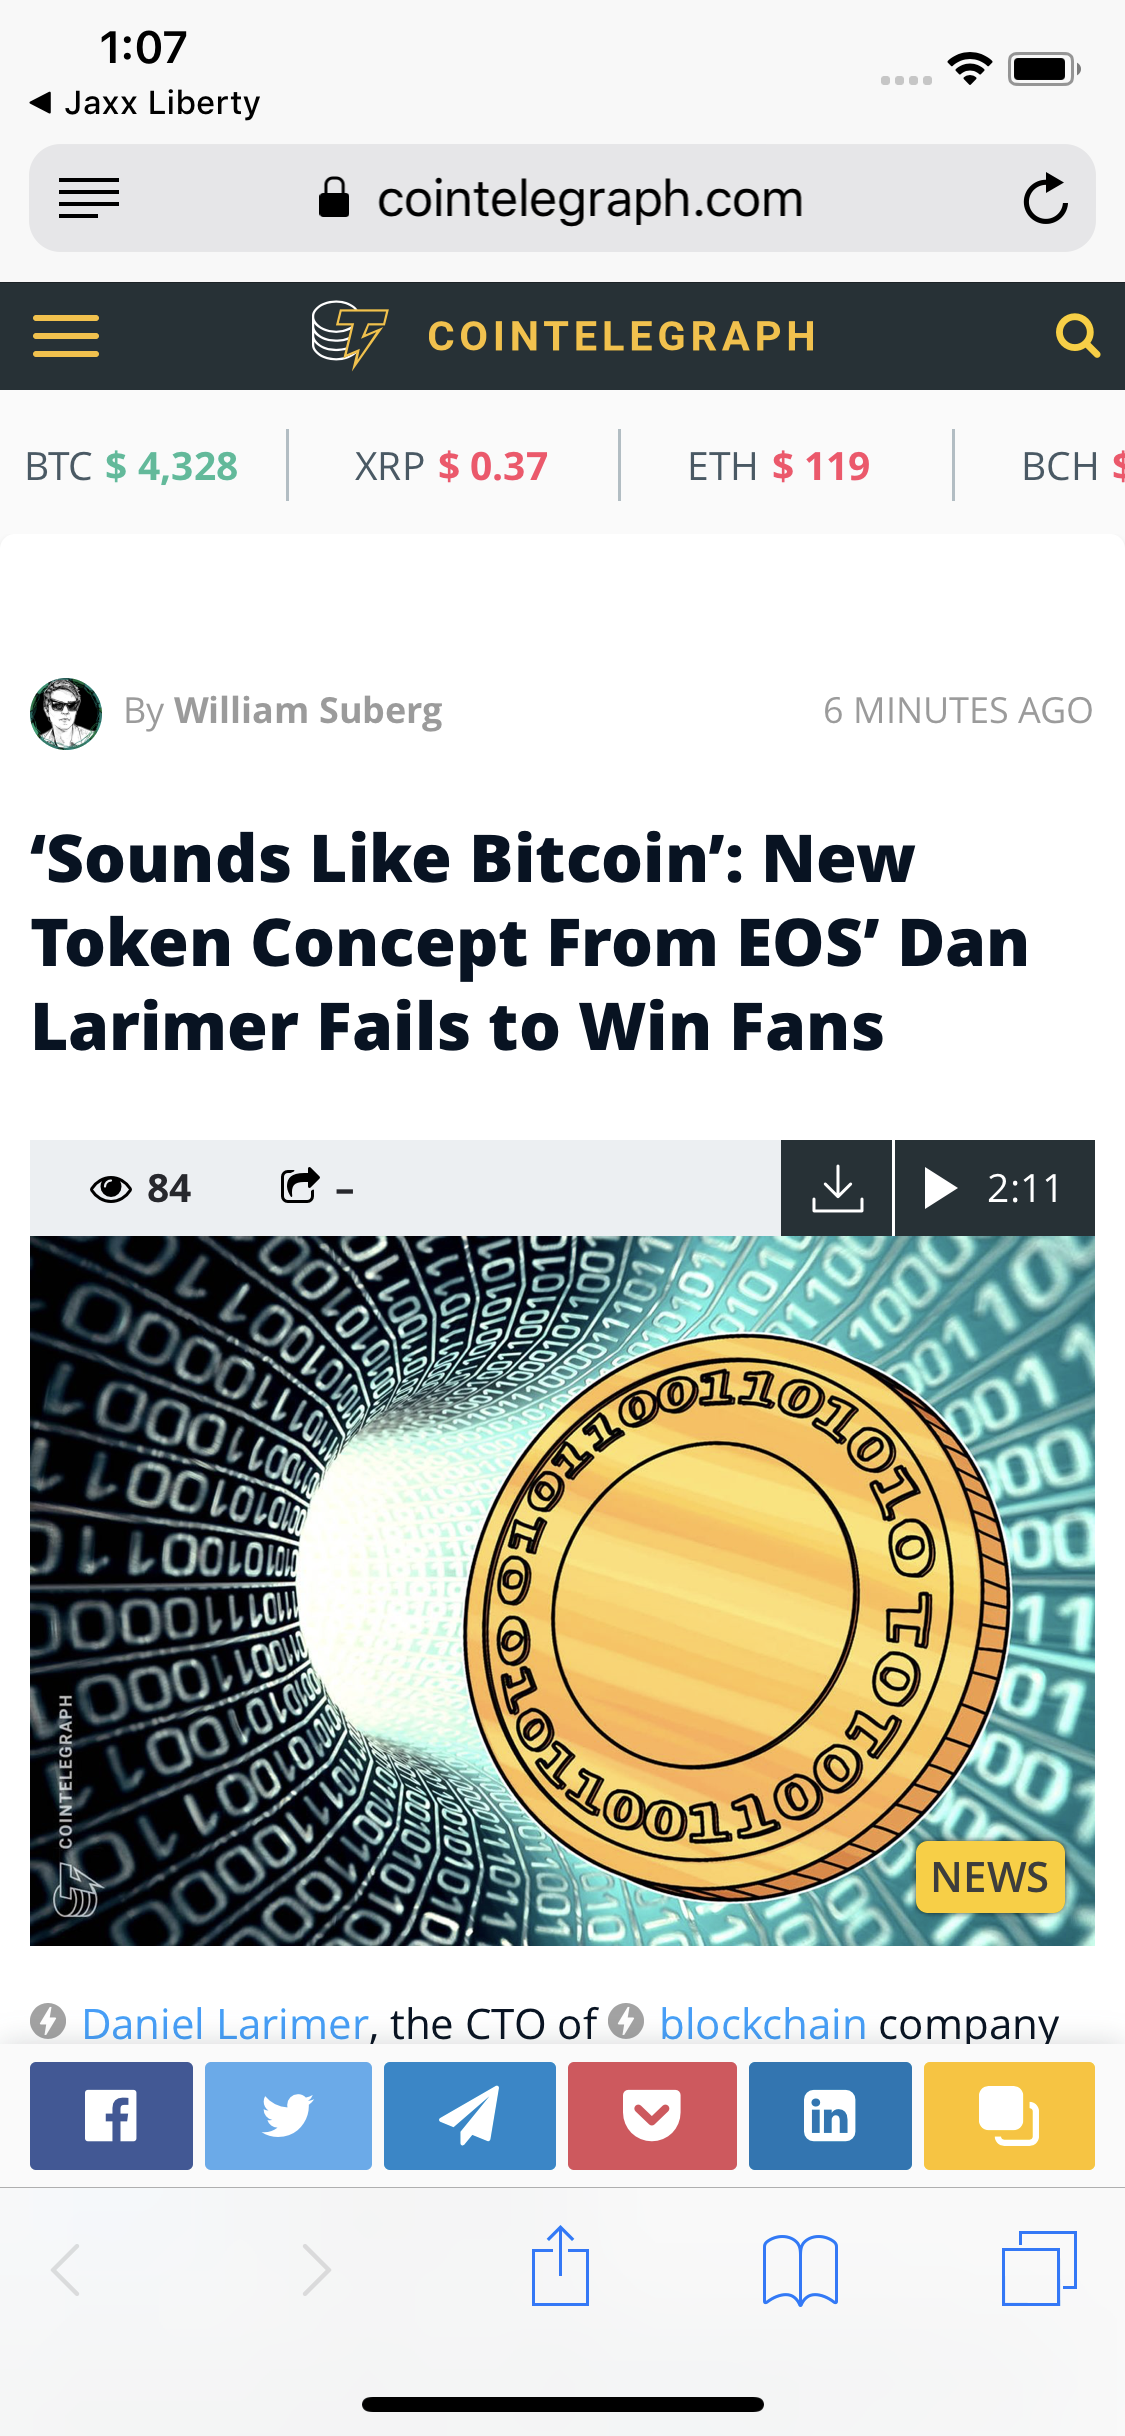 1:07
◀ Jaxx Liberty
cointelegraph.com
COINTELEGRAPH
BTC $ 4,328
XRP $ 0.37
ETH $ 119
BCH $
By William Suberg
6 MINUTES AGO
‘Sounds Like Bitcoin’: New
Token Concept From EOS’ Dan
Larimer Fails to Win Fans
84
–
2:11
COINTELEGRAPH
NEWS
Daniel Larimer, the CTO of blockchain company